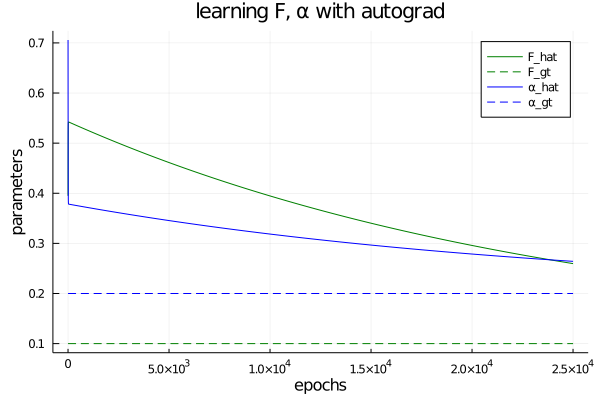 learning F, α with autograd
F_hat
F_gt
α_hat
α_gt
parameters
0.7
0.6
0.5
0.4
0.3
0.2
0.1
0
5.0×10³
1.0×10⁴
1.5×10⁴
2.0×10⁴
2.5×10⁴
epochs